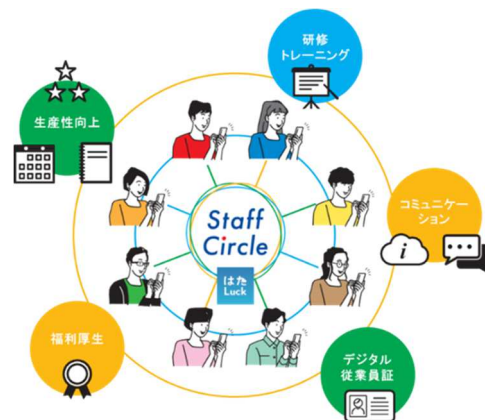 研修
トレーニング
生産性向上
コミュニケー
ション
Staff
Circle
はた
Luck
福利厚生
デジタル
従業員証
i